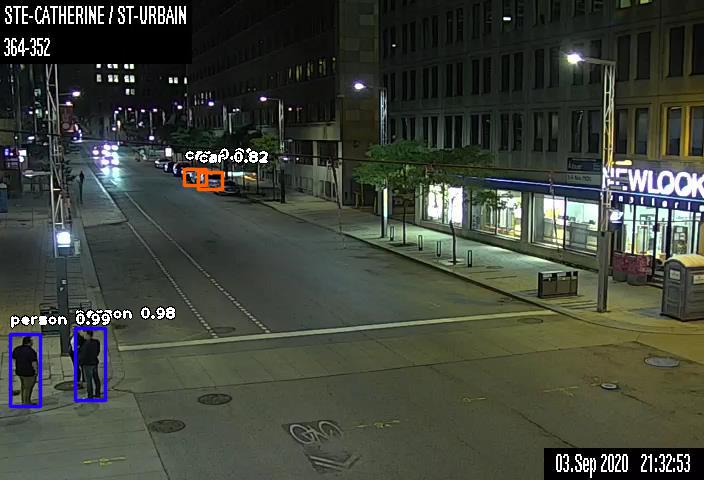 STE-CATHERINE / ST-URBAIN
364-352
car 0.82
NEWLOOK
person 0.99
person 0.98
03.Sep 2020 21:32:53